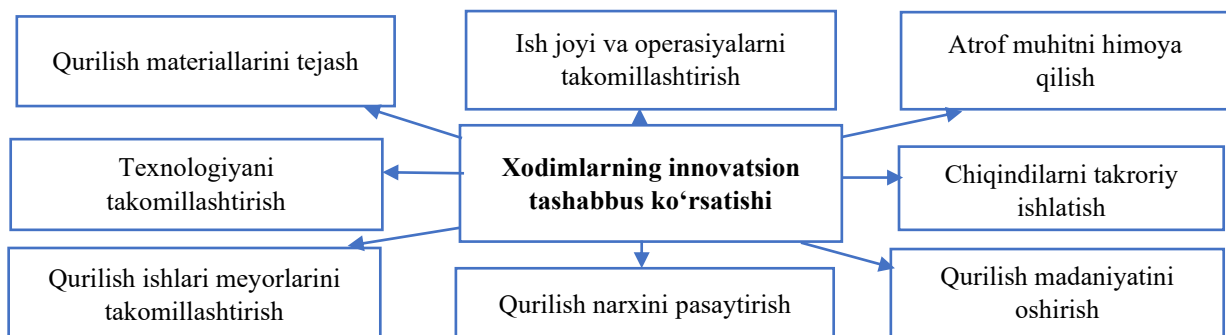 Qurilish materiallarini tejash
Ish joyi va operasiyalarni
takomillashtirish
Atrof muhitni himoya
qilish
Texnologiyani
takomillashtirish
Xodimlarning innovatsion
tashabbus ko‘rsatishi
Chiqindilarni takroriy
ishlatish
Qurilish ishlari meyorlarini
takomillashtirish
Qurilish narxini pasaytirish
Qurilish madaniyatini
oshirish